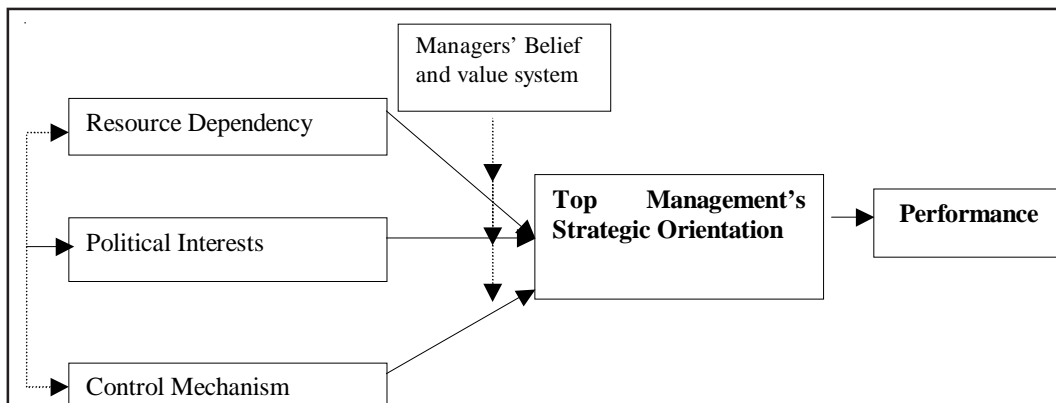 Managers’ Belief
and value system
Resource Dependency
Top Management’s
Strategic Orientation
Performance
Political Interests
Control Mechanism